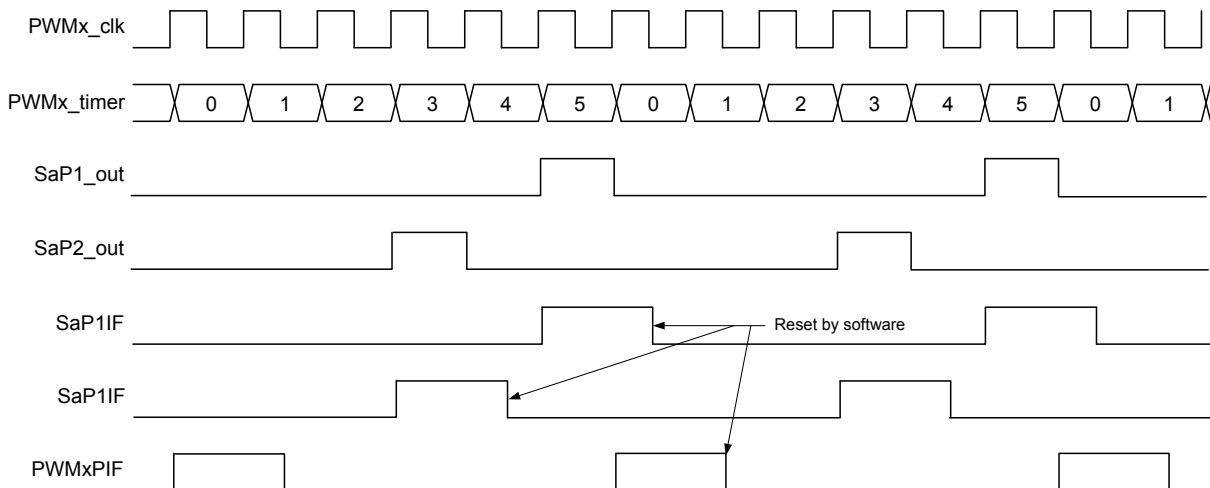 PWMx_clk
PWMx_timer 0 1 2 3 4 5 0 1 2 3 4 5 0 1
SaP1_out
SaP2_out
SaP1IF
Reset by software
SaP1IF
PWMxPIF